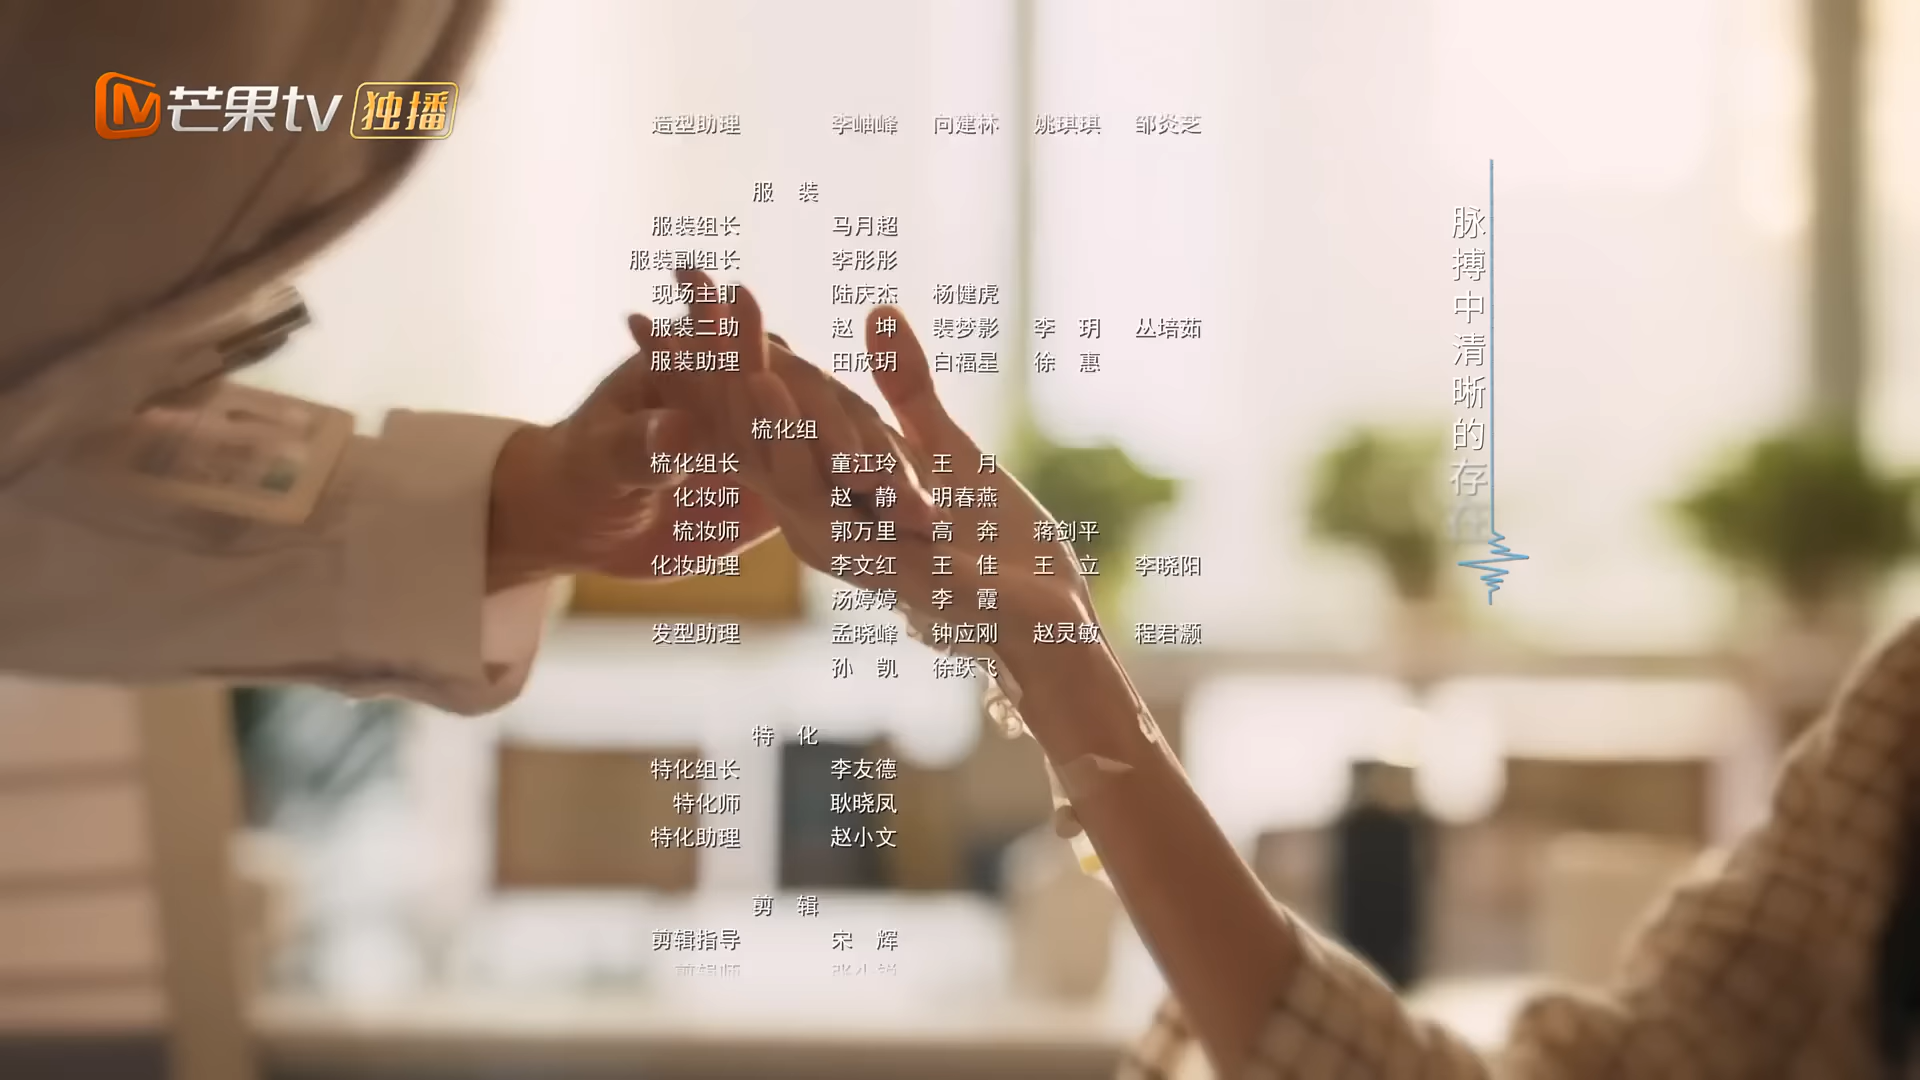 芒果tv 独播
造型助理 李岫峰 向建林 姚琪琪 邹炎芝
服 装
服装组长 马月超
服装副组长 李彤彤
现场主盯 陆庆杰 杨健虎
服装二助 赵 坤 裴梦影 李 玥 丛培茹
服装助理 田欣玥 白福星 徐 惠
梳化组
梳化组长 童江玲 王 月
化妆师 赵 静 明春燕
梳妆师 郭万里 高 奔 蒋剑平
化妆助理 李文红 王 佳 王 立 李晓阳
汤婷婷 李 霞
发型助理 孟晓峰 钟应刚 赵灵敏 程君灏
孙 凯 徐跃飞
特 化
特化组长 李友德
特化师 耿晓凤
特化助理 赵小文
剪 辑
剪辑指导 宋 辉
剪辑师
脉搏中清晰的存在